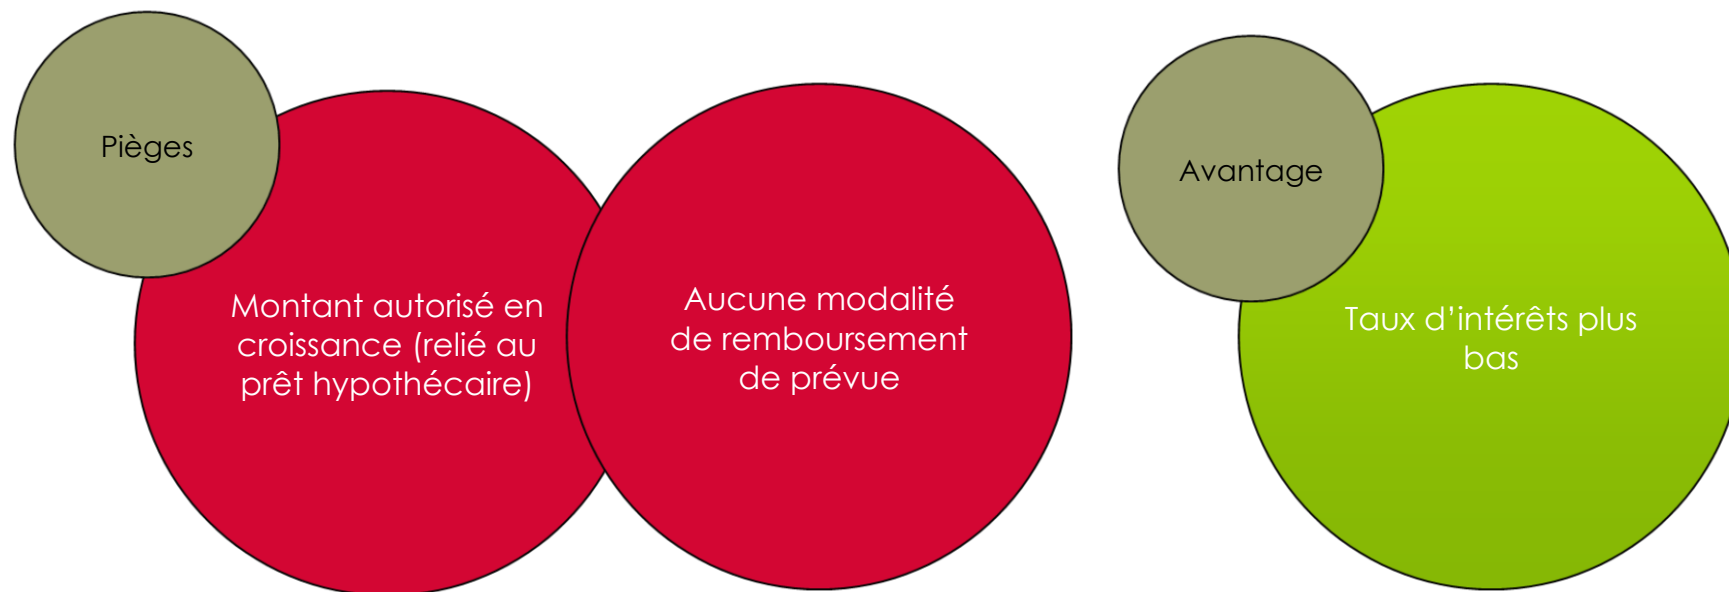 Pièges
Montant autorisé en
croissance (relié au
prêt hypothécaire)
Aucune modalité
de remboursement
de prévue
Avantage
Taux d’intérêts plus
bas